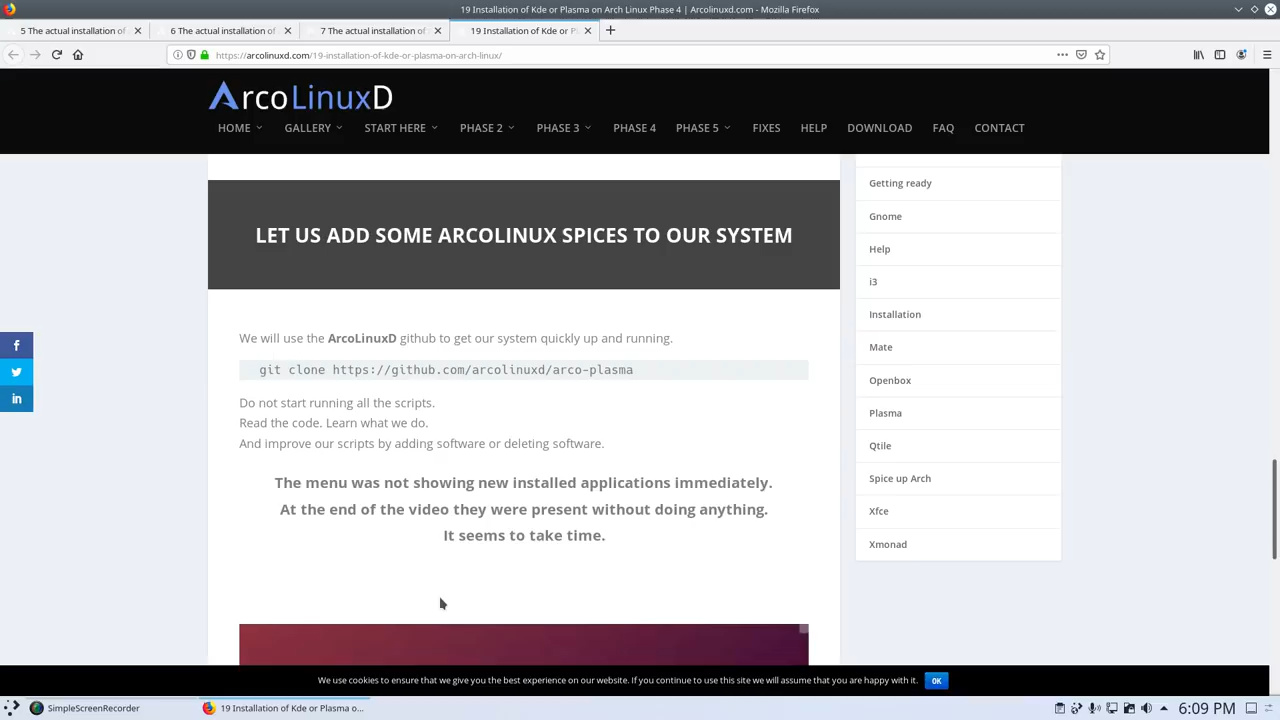 19 Installation of Kde or Plasma on Arch Linux Phase 4 | Arcolinuxd.com - Mozilla Firefox
5 The actual installation of
6 The actual installation of
7 The actual installation of
19 Installation of Kde or Pl
https://arcolinuxd.com/19-installation-of-kde-or-plasma-on-arch-linux/
ArcoLinuxD
HOME GALLERY START HERE PHASE 2 PHASE 3 PHASE 4 PHASE 5 FIXES HELP DOWNLOAD FAQ CONTACT
LET US ADD SOME ARCOLINUX SPICES TO OUR SYSTEM
We will use the ArcoLinuxD github to get our system quickly up and running.
git clone https://github.com/arcolinuxd/arco-plasma
Do not start running all the scripts.
Read the code. Learn what we do.
And improve our scripts by adding software or deleting software.
The menu was not showing new installed applications immediately.
At the end of the video they were present without doing anything.
It seems to take time.
Getting ready
Gnome
Help
i3
Installation
Mate
Openbox
Plasma
Qtile
Spice up Arch
Xfce
Xmonad
We use cookies to ensure that we give you the best experience on our website. If you continue to use this site we will assume that you are happy with it.
OK
SimpleScreenRecorder
19 Installation of Kde or Plasma o...
6:09 PM